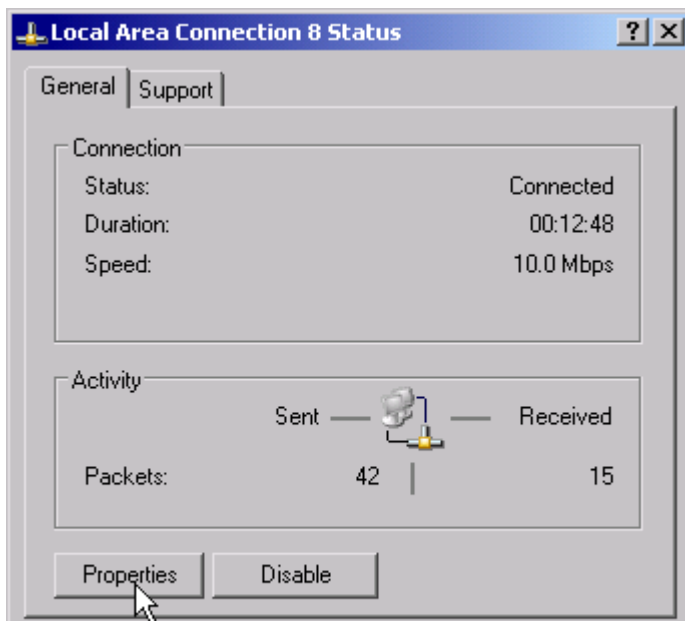 Local Area Connection 8 Status
General Support
Connection
Status: Connected
Duration: 00:12:48
Speed: 10.0 Mbps
Activity
Sent Received
Packets: 42 15
Properties Disable